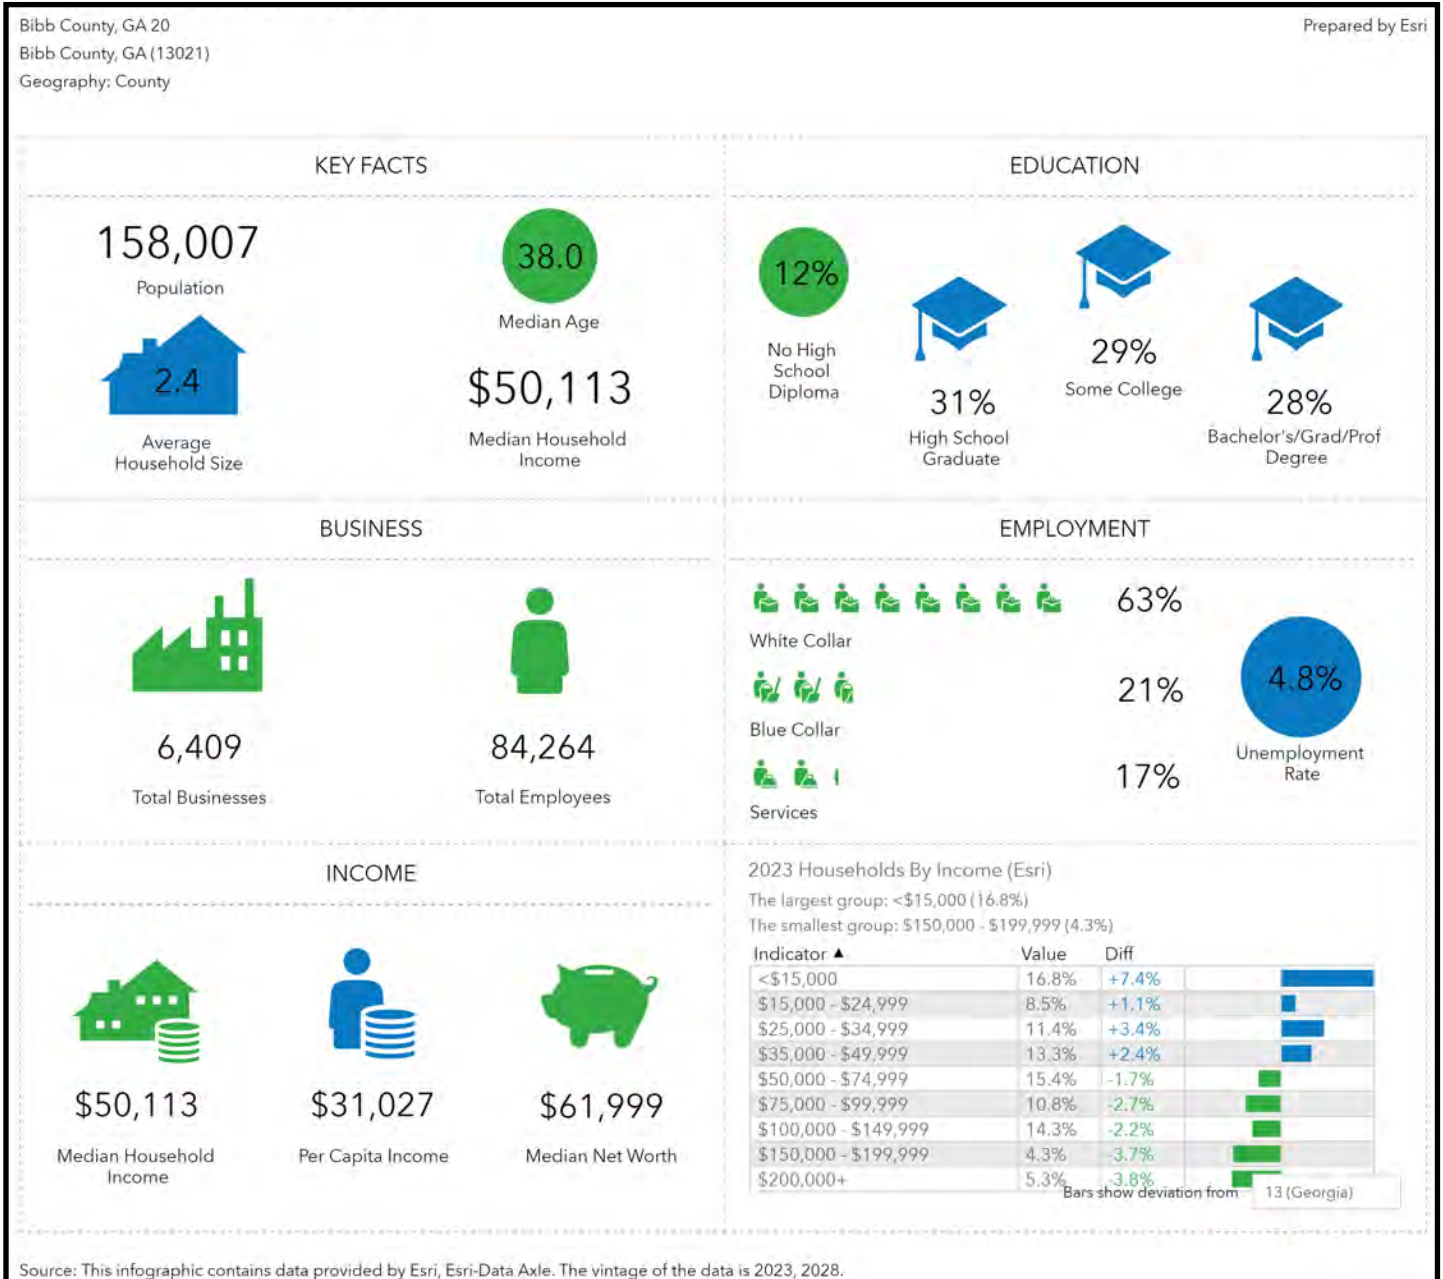 Bibb County, GA 20
Prepared by Esri
Bibb County, GA (13021)
Geography: County
KEY FACTS
158,007
Population
38.0
Median Age
2.4
Average
Household Size
$50,113
Median Household
Income
EDUCATION
12%
No High
School
Diploma
31%
High School
Graduate
29%
Some College
28%
Bachelor's/Grad/Prof
Degree
BUSINESS
6,409
Total Businesses
84,264
Total Employees
EMPLOYMENT
63%
White Collar
21%
Blue Collar
17%
Services
4.8%
Unemployment
Rate
INCOME
$50,113
Median Household
Income
$31,027
Per Capita Income
$61,999
Median Net Worth
2023 Households By Income (Esri)
The largest group: <$15,000 (16.8%)
The smallest group: $150,000 - $199,999 (4.3%)
Indicator ▲ Value Diff
<$15,000 16.8% +7.4%
$15,000 - $24,999 8.5% +1.1%
$25,000 - $34,999 11.4% +3.4%
$35,000 - $49,999 13.3% +2.4%
$50,000 - $74,999 15.4% -1.7%
$75,000 - $99,999 10.8% -2.7%
$100,000 - $149,999 14.3% -2.2%
$150,000 - $199,999 4.3% -3.7%
$200,000+ 5.3% -3.8%
Bars show deviation from 13 (Georgia)
Source: This infographic contains data provided by Esri, Esri-Data Axle. The vintage of the data is 2023, 2028.